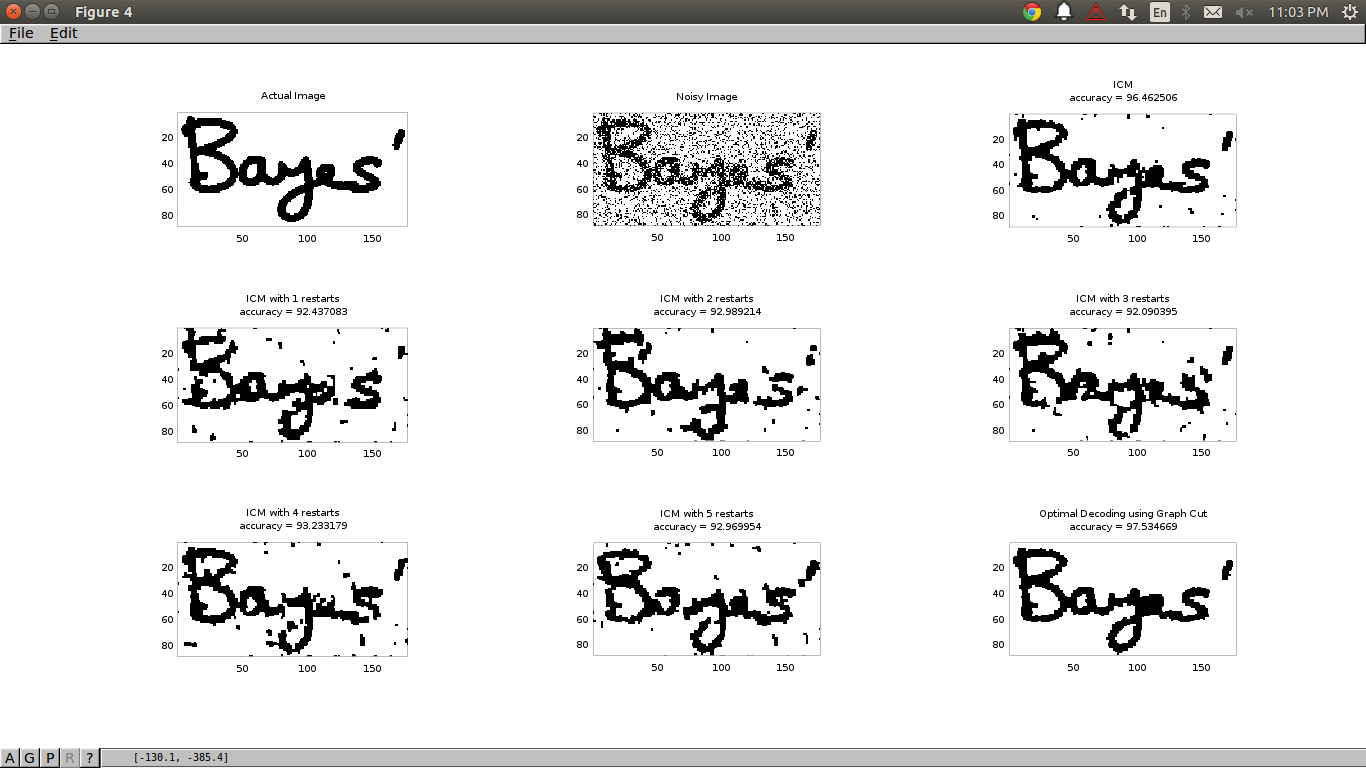 Figure 4
En
11:03 PM
File Edit
Actual Image
20
40
60
80
50 100 150
Bayes'
Noisy Image
20
40
60
80
50 100 150
Bayes'
ICM
accuracy = 96.462506
20
40
60
80
50 100 150
Bayes'
ICM with 1 restarts
accuracy = 92.437083
20
40
60
80
50 100 150
Bayes'
ICM with 2 restarts
accuracy = 92.989214
20
40
60
80
50 100 150
Bayes'
ICM with 3 restarts
accuracy = 92.090395
20
40
60
80
50 100 150
Bayes'
ICM with 4 restarts
accuracy = 93.233179
20
40
60
80
50 100 150
Bayes'
ICM with 5 restarts
accuracy = 92.969954
20
40
60
80
50 100 150
Bayes'
Optimal Decoding using Graph Cut
accuracy = 97.534669
20
40
60
80
50 100 150
Bayes'
A G P R ? [-130.1, -385.4]